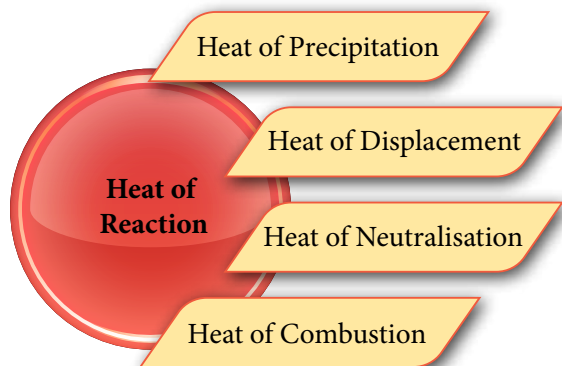 Heat of Precipitation
Heat of Displacement
Heat of
Reaction
Heat of Neutralisation
Heat of Combustion